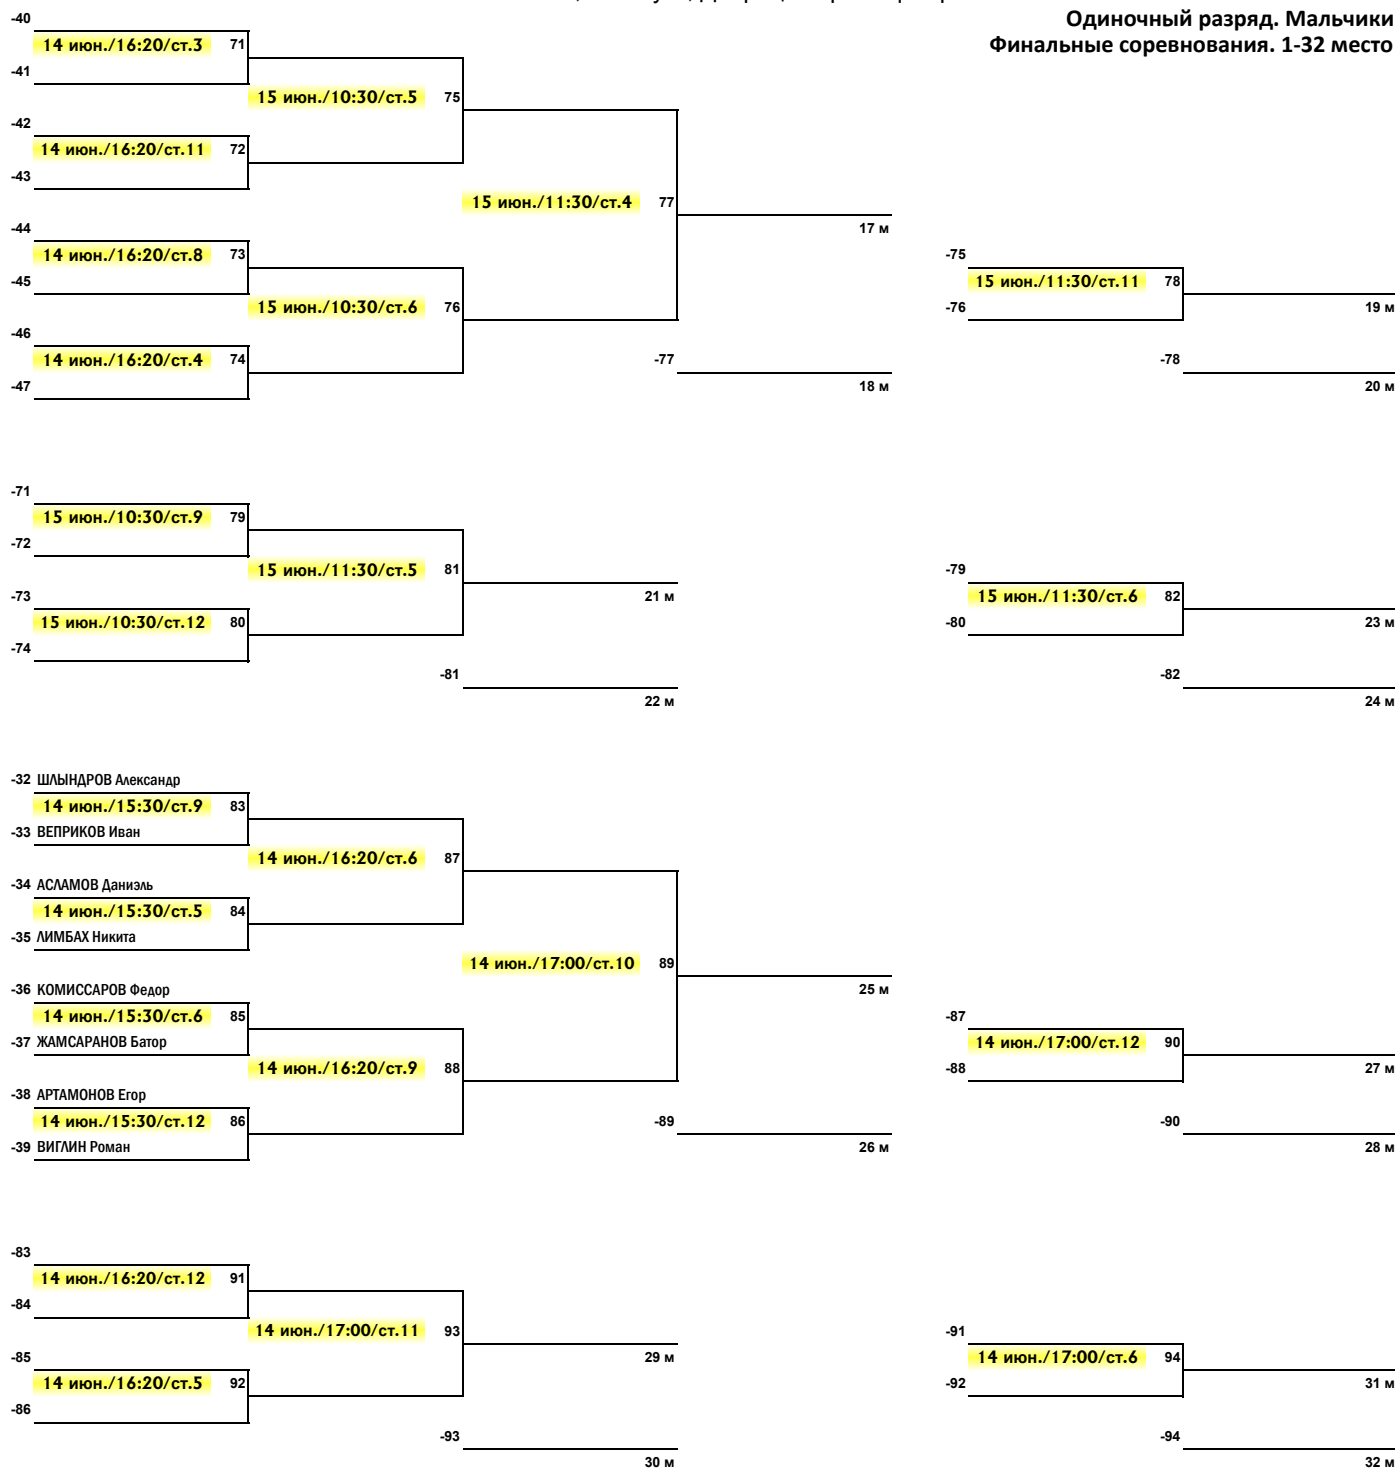 Одиночный разряд. Мальчики
Финальные соревнования. 1-32 место
-40
14 июн./16:20/ст.3 71
-41
15 июн./10:30/ст.5 75
-42
14 июн./16:20/ст.11 72
-43
15 июн./11:30/ст.4 77
17 м
-44
14 июн./16:20/ст.8 73
-45
15 июн./10:30/ст.6 76
-46
14 июн./16:20/ст.4 74
-47
-77
18 м
-75
15 июн./11:30/ст.11 78
-76
19 м
-78
20 м
-71
15 июн./10:30/ст.9 79
-72
15 июн./11:30/ст.5 81
21 м
-73
15 июн./10:30/ст.12 80
-74
-81
22 м
-79
15 июн./11:30/ст.6 82
-80
23 м
-82
24 м
-32 ШЛЫНДРОВ Александр
14 июн./15:30/ст.9 83
-33 ВЕПРИКОВ Иван
14 июн./16:20/ст.6 87
-34 АСЛАМОВ Даниэль
14 июн./15:30/ст.5 84
-35 ЛИМБАХ Никита
14 июн./17:00/ст.10 89
25 м
-36 КОМИССАРОВ Федор
14 июн./15:30/ст.6 85
-37 ЖАМСАРАНОВ Батор
14 июн./16:20/ст.9 88
-38 АРТАМОНОВ Егор
14 июн./15:30/ст.12 86
-39 ВИГЛИН Роман
-89
26 м
-87
14 июн./17:00/ст.12 90
-88
27 м
-90
28 м
-83
14 июн./16:20/ст.12 91
-84
14 июн./17:00/ст.11 93
29 м
-85
14 июн./16:20/ст.5 92
-86
-93
30 м
-91
14 июн./17:00/ст.6 94
-92
31 м
-94
32 м